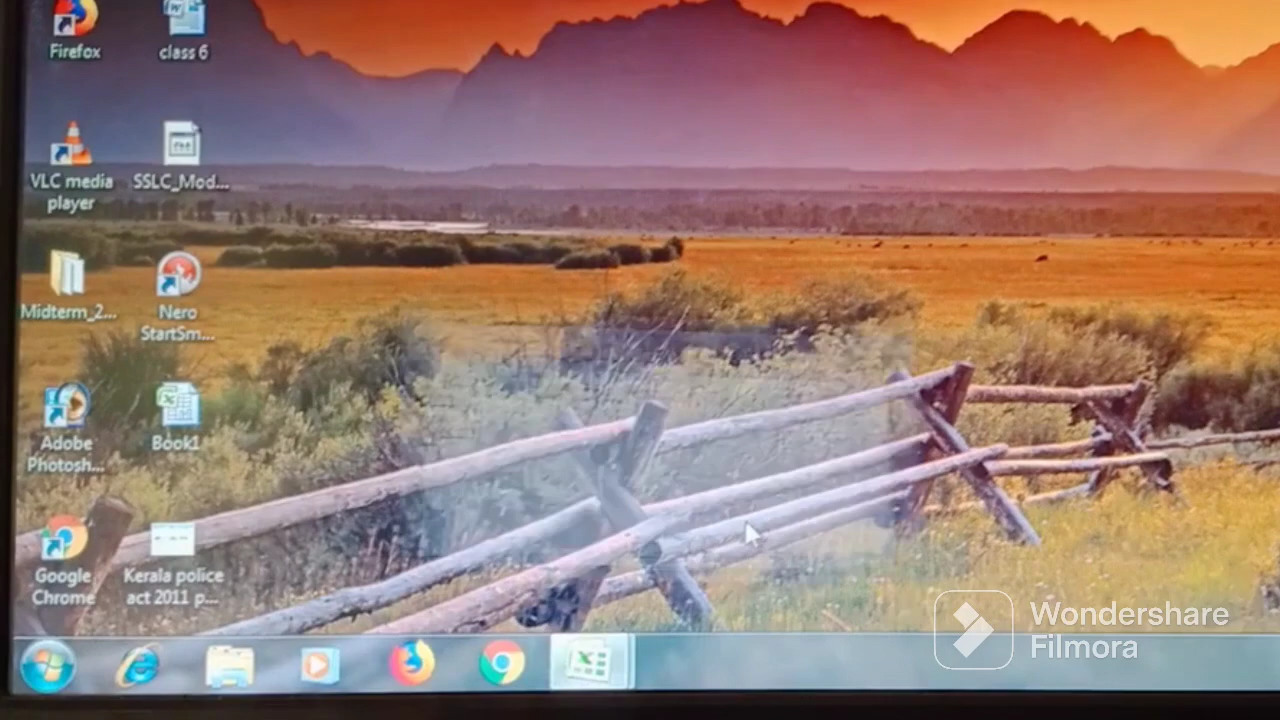 Firefox
class 6
VLC media
player
SSLC_Mod...
Midterm_2...
Nero
StartSm...
Adobe
Photosh...
Book1
Google
Chrome
Kerala police
act 2011 p...
Wondershare
Filmora